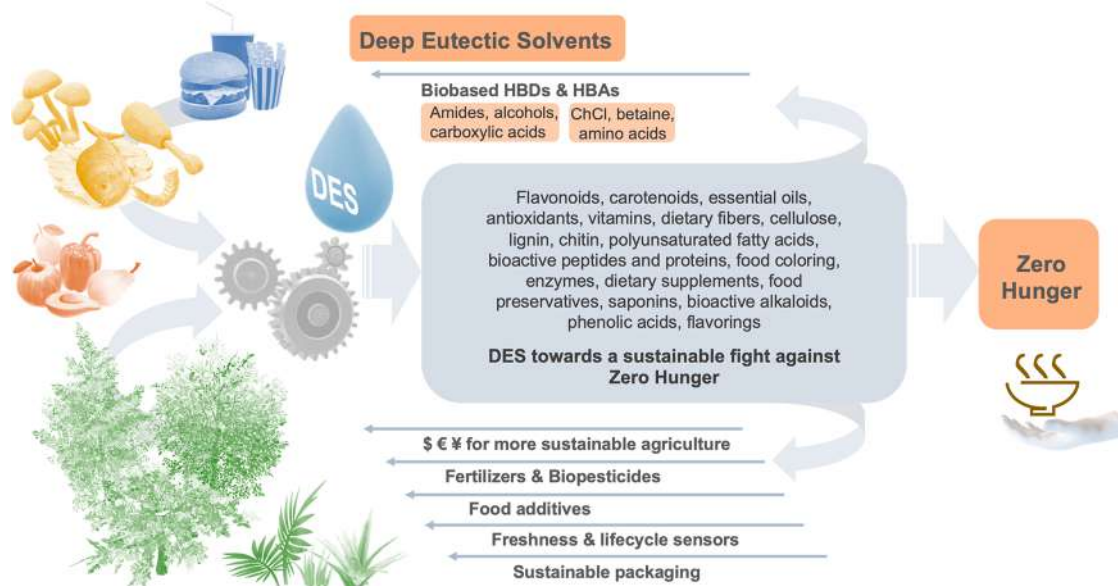 Deep Eutectic Solvents
Biobased HBDs & HBAs
Amides, alcohols,
carboxylic acids
ChCl, betaine,
amino acids
DES
Flavonoids, carotenoids, essential oils,
antioxidants, vitamins, dietary fibers, cellulose,
lignin, chitin, polyunsaturated fatty acids,
bioactive peptides and proteins, food coloring,
enzymes, dietary supplements, food
preservatives, saponins, bioactive alkaloids,
phenolic acids, flavorings
DES towards a sustainable fight against
Zero Hunger
Zero
Hunger
$ € ¥ for more sustainable agriculture
Fertilizers & Biopesticides
Food additives
Freshness & lifecycle sensors
Sustainable packaging